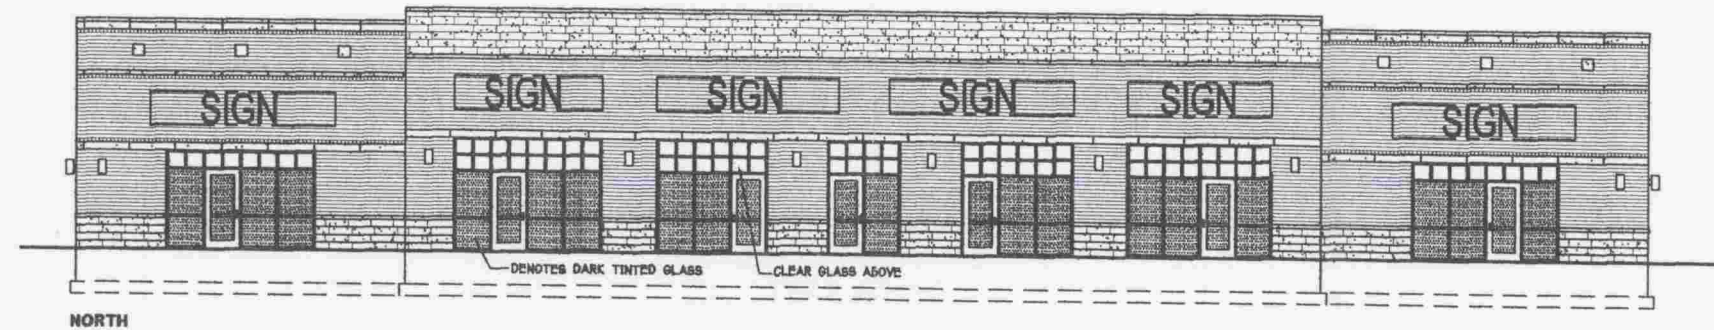 SIGN
SIGN
SIGN
SIGN
SIGN
SIGN
DENOTES DARK TINTED GLASS
CLEAR GLASS ABOVE
NORTH